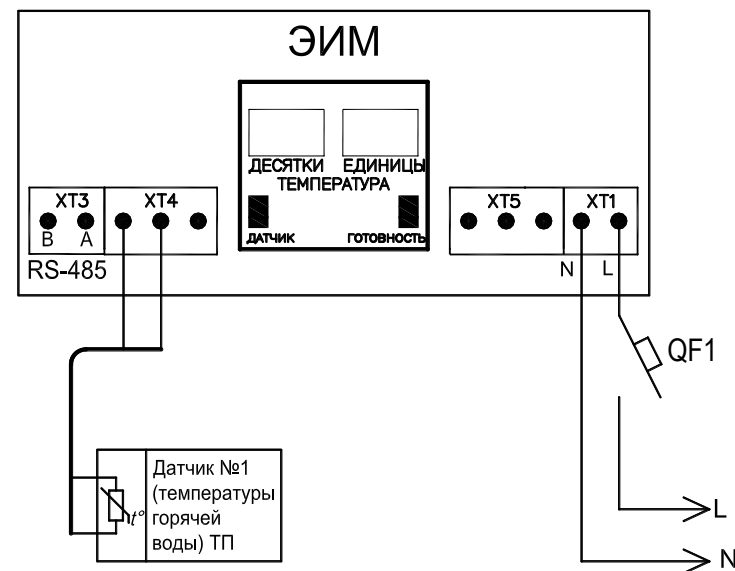 ЭИМ
ДЕСЯТКИ ЕДИНИЦЫ
ТЕМПЕРАТУРА
ДАТЧИК ГОТОВНОСТЬ
XT3 XT4 XT5 XT1
B A
RS-485
N L
QF1
Датчик №1
(температуры
горячей
воды) ТП
t°
L
N